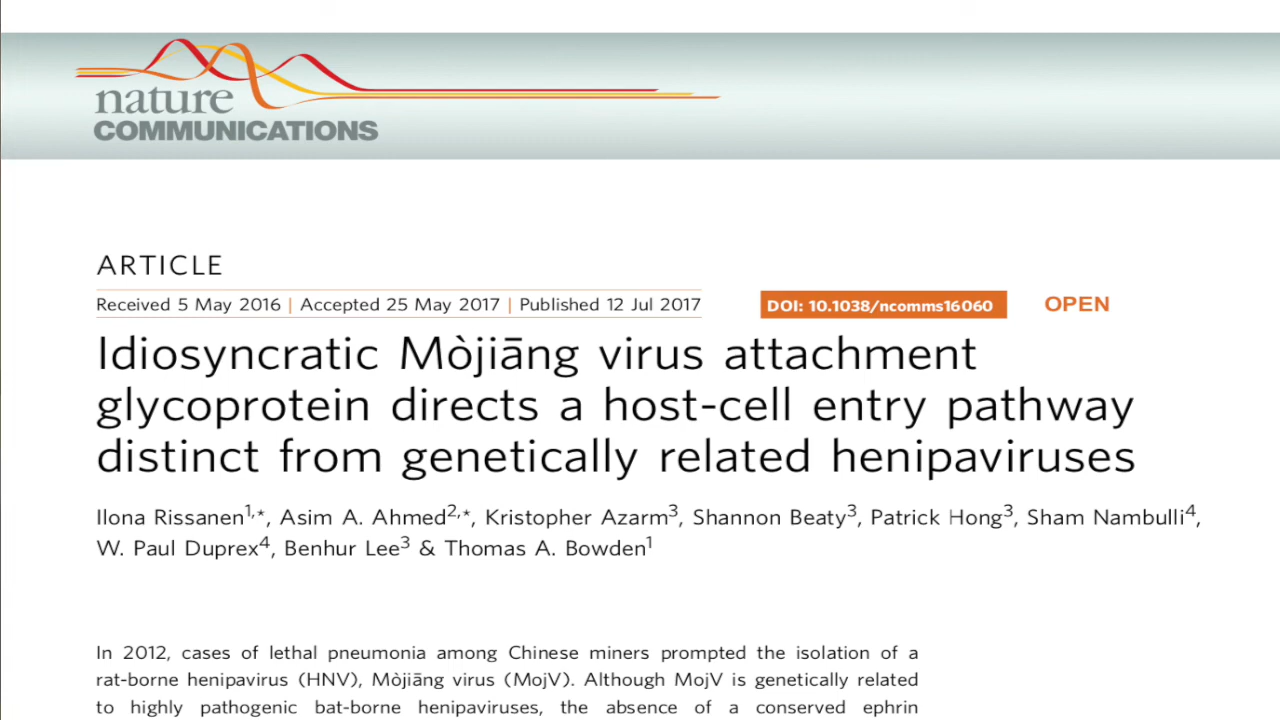 nature
COMMUNICATIONS
ARTICLE
Received 5 May 2016 | Accepted 25 May 2017 | Published 12 Jul 2017
DOI: 10.1038/ncomms16060
OPEN
Idiosyncratic Mòjiāng virus attachment
glycoprotein directs a host-cell entry pathway
distinct from genetically related henipaviruses
Ilona Rissanen1,*, Asim A. Ahmed2,*, Kristopher Azarm3, Shannon Beaty3, Patrick Hong3, Sham Nambulli4,
W. Paul Duprex4, Benhur Lee3 & Thomas A. Bowden1
In 2012, cases of lethal pneumonia among Chinese miners prompted the isolation of a
rat-borne henipavirus (HNV), Mòjiāng virus (MojV). Although MojV is genetically related
to highly pathogenic bat-borne henipaviruses, the absence of a conserved ephrin